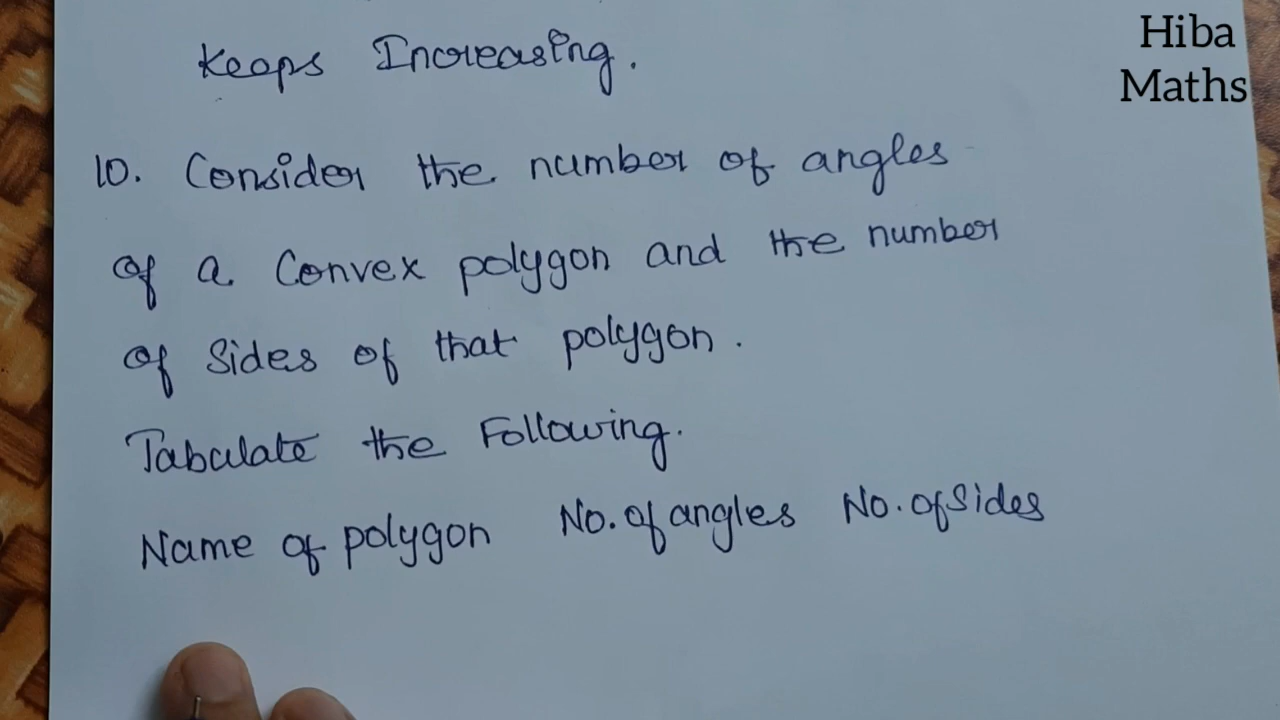 Hiba
Maths
Keeps Increasing.
10. Consider the number of angles
of a Convex polygon and the number
of Sides of that polygon.
Tabulate the Following.
Name of polygon No. of angles No. of Sides